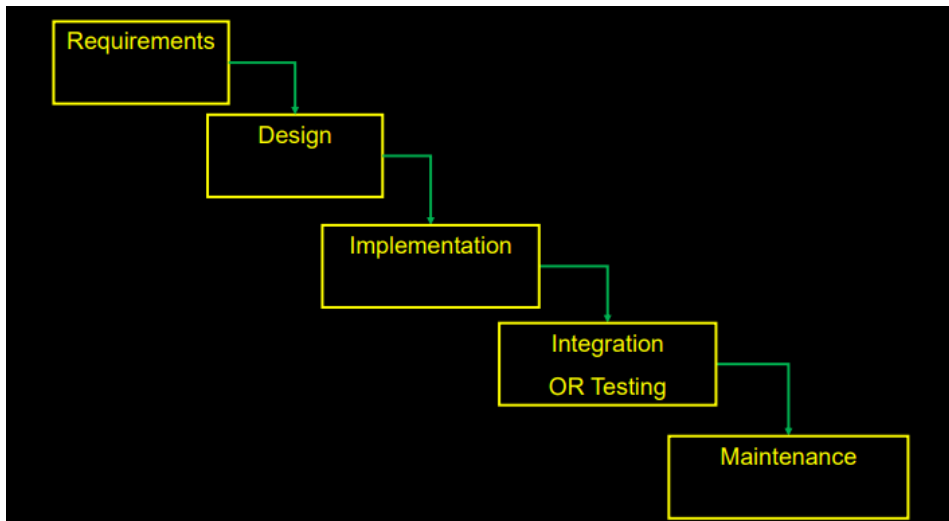 Requirements
Design
Implementation
Integration
OR Testing
Maintenance